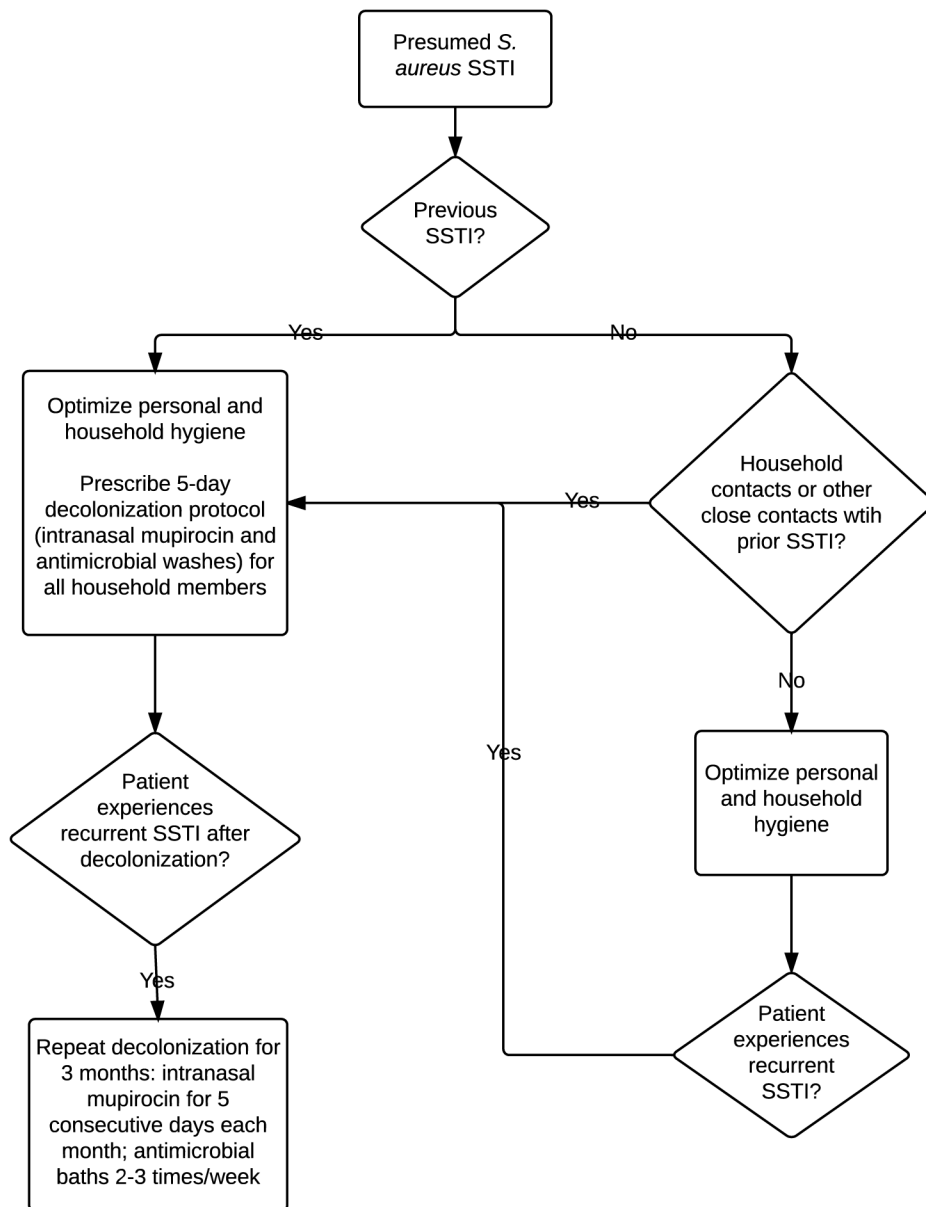 Presumed S.
aureus SSTI
Previous
SSTI?
Yes
No
Optimize personal and
household hygiene
Prescribe 5-day
decolonization protocol
(intranasal mupirocin and
antimicrobial washes) for
all household members
Household
contacts or other
close contacts wtih
prior SSTI?
Yes
No
Yes
Optimize personal
and household
hygiene
Patient
experiences
recurrent SSTI after
decolonization?
Yes
Patient
experiences
recurrent
SSTI?
Repeat decolonization for
3 months: intranasal
mupirocin for 5
consecutive days each
month; antimicrobial
baths 2-3 times/week